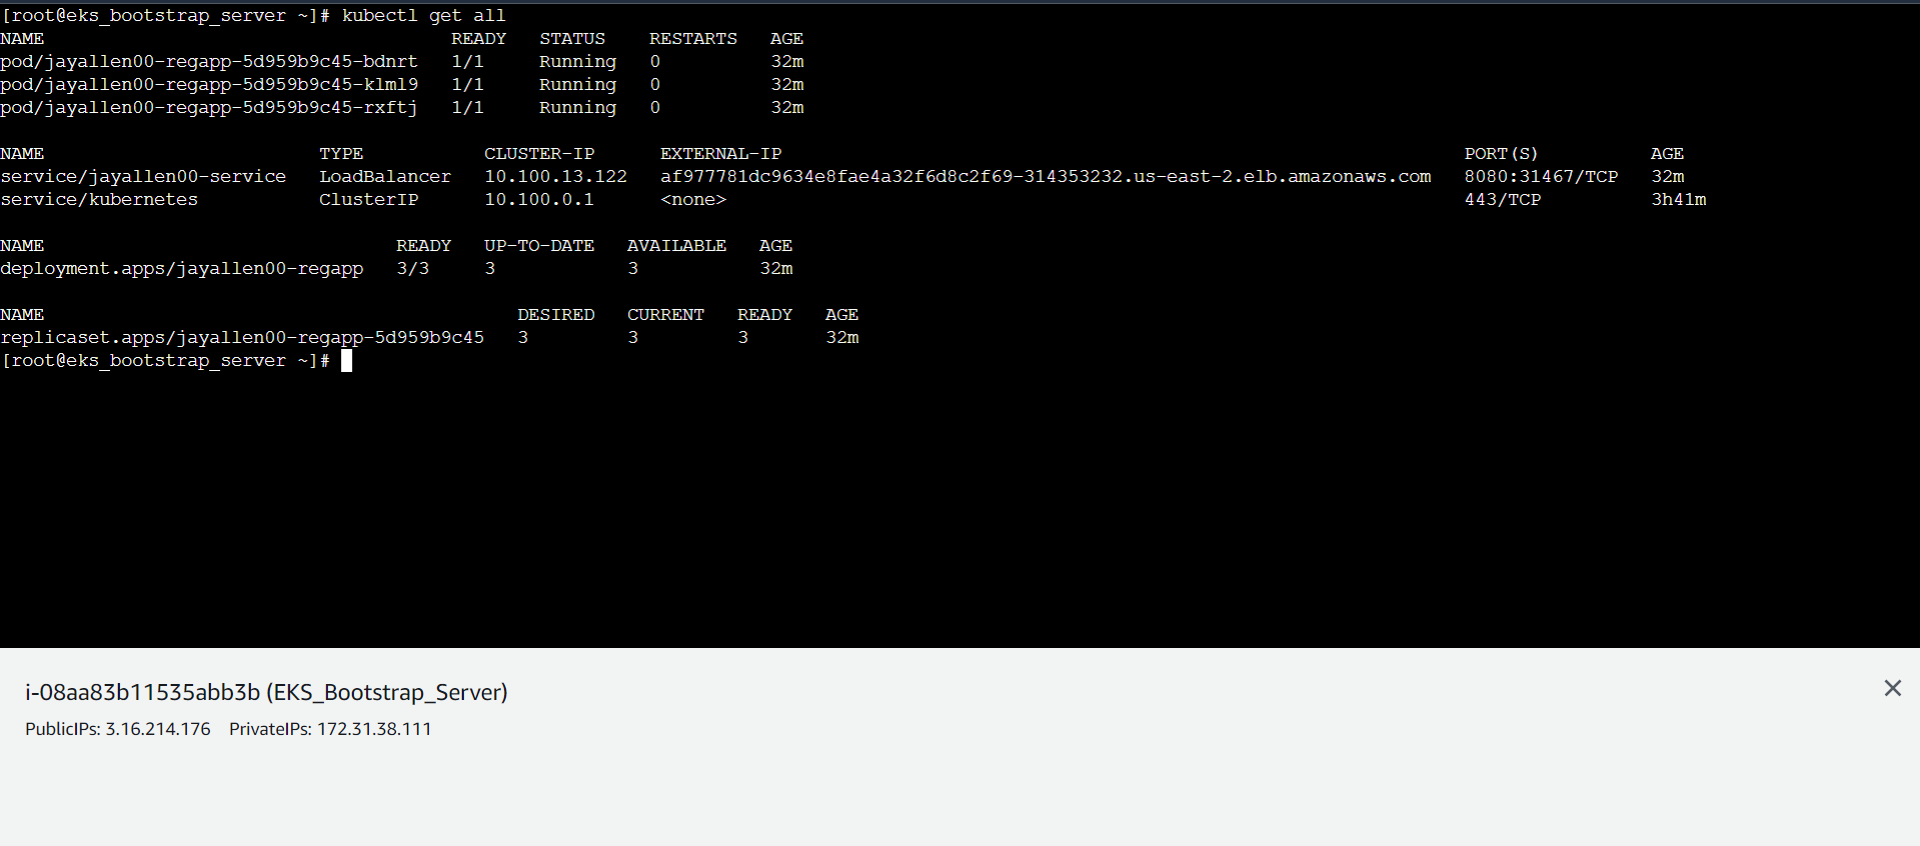 [root@eks_bootstrap_server ~]# kubectl get all
NAME READY STATUS RESTARTS AGE
pod/jayallen00-regapp-5d959b9c45-bdnrt 1/1 Running 0 32m
pod/jayallen00-regapp-5d959b9c45-klml9 1/1 Running 0 32m
pod/jayallen00-regapp-5d959b9c45-rxftj 1/1 Running 0 32m
NAME TYPE CLUSTER-IP EXTERNAL-IP PORT(S) AGE
service/jayallen00-service LoadBalancer 10.100.13.122 af977781dc9634e8fae4a32f6d8c2f69-314353232.us-east-2.elb.amazonaws.com 8080:31467/TCP 32m
service/kubernetes ClusterIP 10.100.0.1 <none> 443/TCP 3h41m
NAME READY UP-TO-DATE AVAILABLE AGE
deployment.apps/jayallen00-regapp 3/3 3 3 32m
NAME DESIRED CURRENT READY AGE
replicaset.apps/jayallen00-regapp-5d959b9c45 3 3 3 32m
[root@eks_bootstrap_server ~]#
i-08aa83b11535abb3b (EKS_Bootstrap_Server)
PublicIPs: 3.16.214.176 PrivateIPs: 172.31.38.111